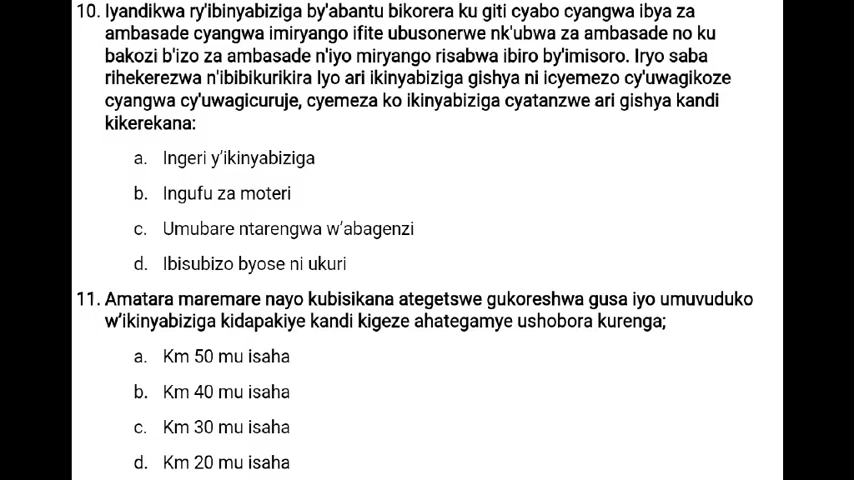 10. Iyandikwa ry'ibinyabiziga by'abantu bikorera ku giti cyabo cyangwa ibya za
ambasade cyangwa imiryango ifite ubusonerwe nk'ubwa za ambasade no ku
bakozi b'izo za ambasade n'iyo miryango risabwa ibiro by'imisoro. Iryo saba
rihekerezwa n'ibibikurikira Iyo ari ikinyabiziga gishya ni icyemezo cy'uwagikoze
cyangwa cy'uwagicuruje, cyemeza ko ikinyabiziga cyatanzwe ari gishya kandi
kikerekana:
a. Ingeri y'ikinyabiziga
b. Ingufu za moteri
c. Umubare ntarengwa w'abagenzi
d. Ibisubizo byose ni ukuri
11. Amatara maremare nayo kubisikana ategetswe gukoreshwa gusa iyo umuvuduko
w'ikinyabiziga kidapakiye kandi kigeze ahategamye ushobora kurenga;
a. Km 50 mu isaha
b. Km 40 mu isaha
c. Km 30 mu isaha
d. Km 20 mu isaha